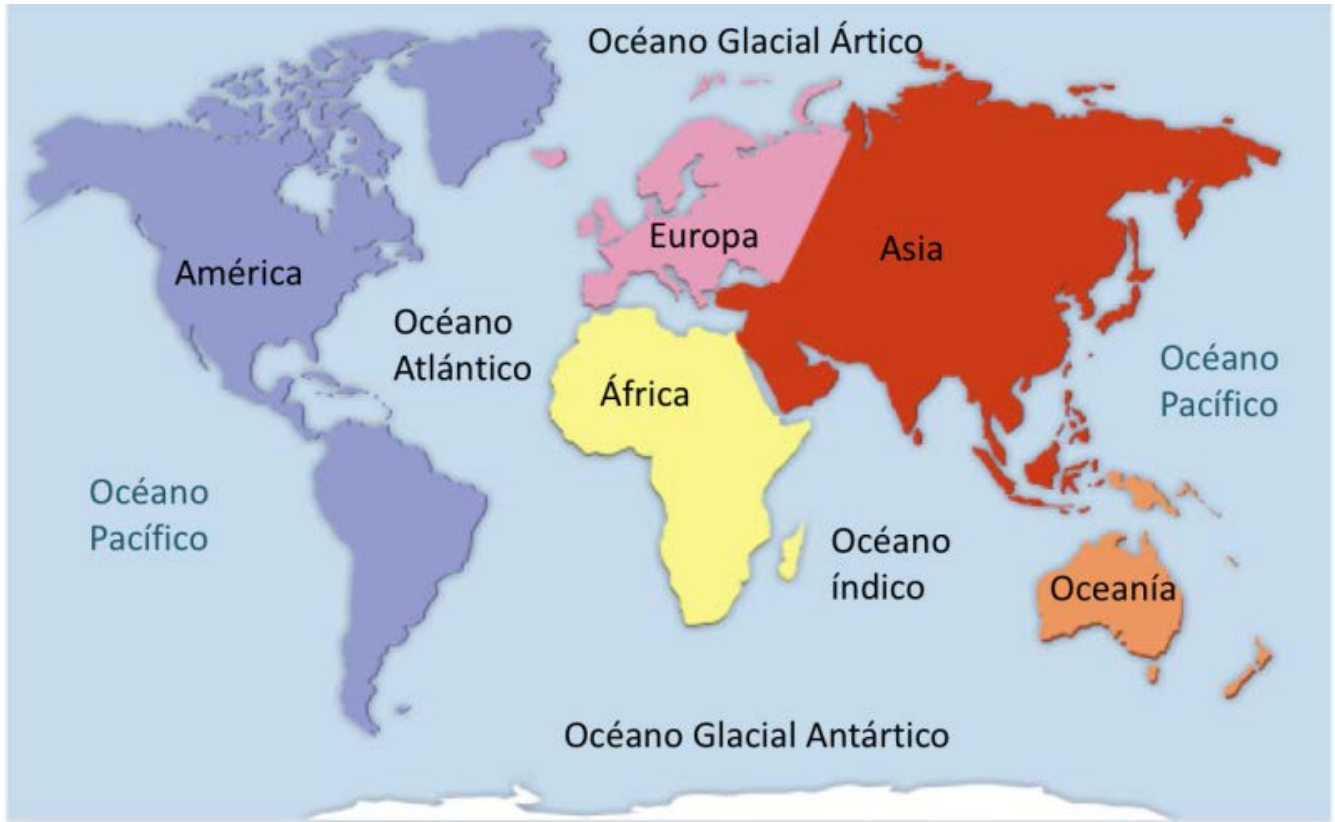 Océano Glacial Ártico
Europa
Asia
América
Océano
Atlántico
Océano
Pacífico
África
Océano
Pacífico
Océano
índico
Oceanía
Océano Glacial Antártico